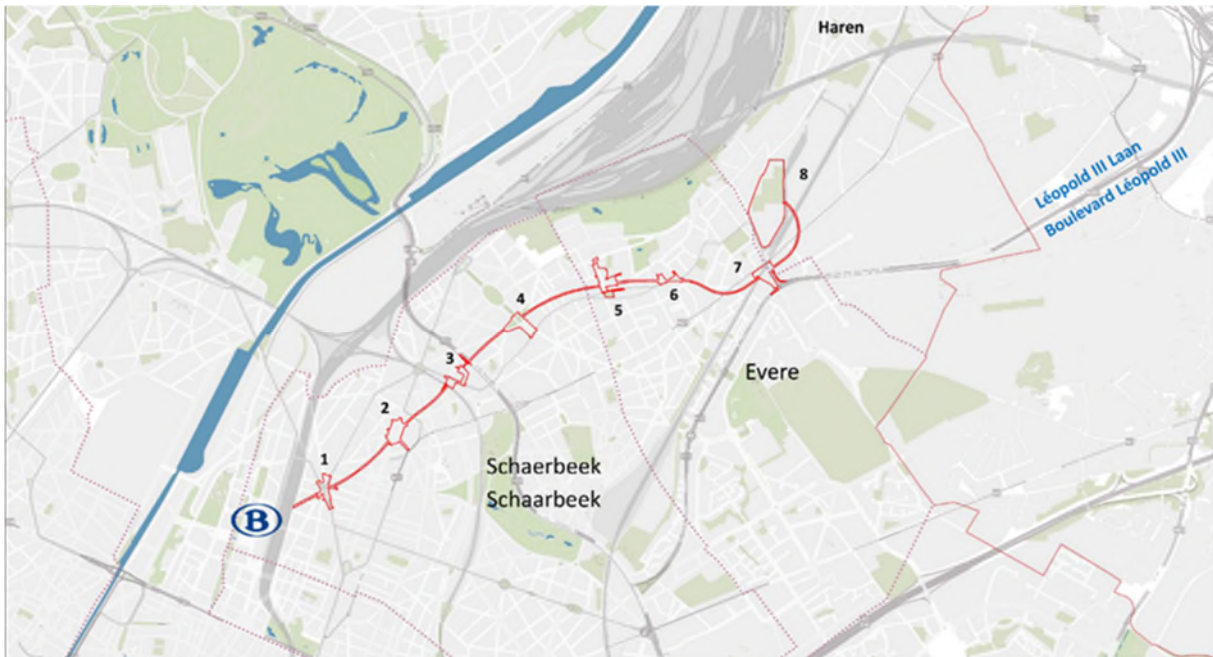 Haren
8
Léopold III Laan
Boulevard Léopold III
7
6
5
4
3
Evere
2
Schaerbeek
Schaarbeek
1
B